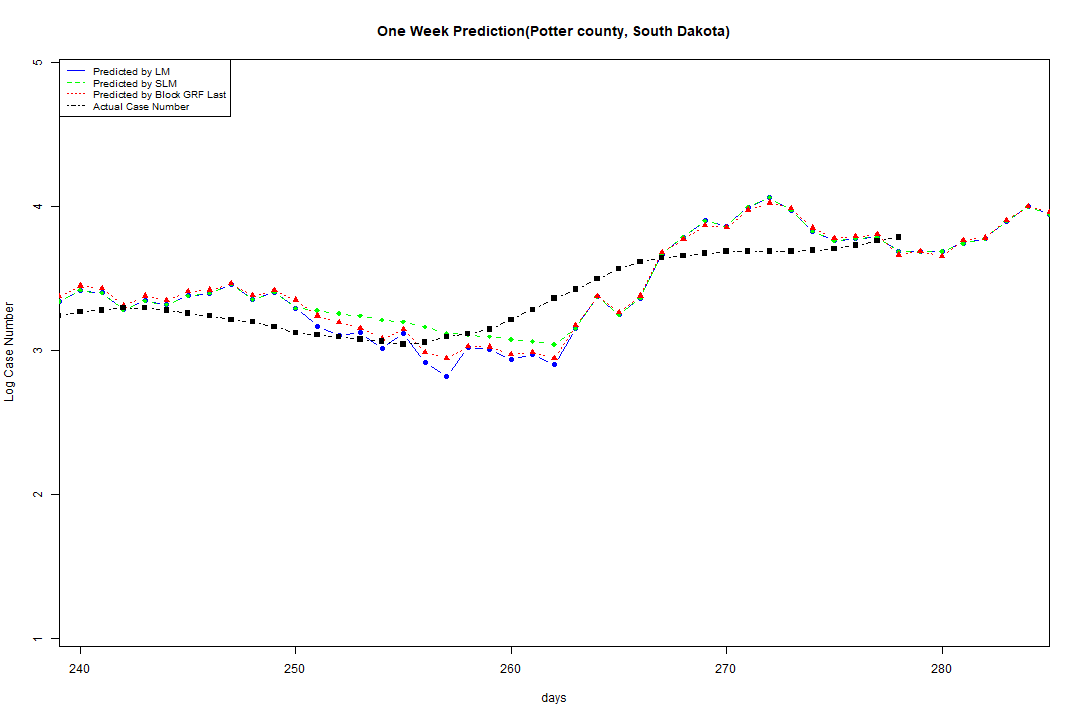 One Week Prediction(Potter county, South Dakota)
Predicted by LM
Predicted by SLM
Predicted by Block GRF Last
Actual Case Number
5
4
3
2
1
Log Case Number
240 250 260 270 280
days